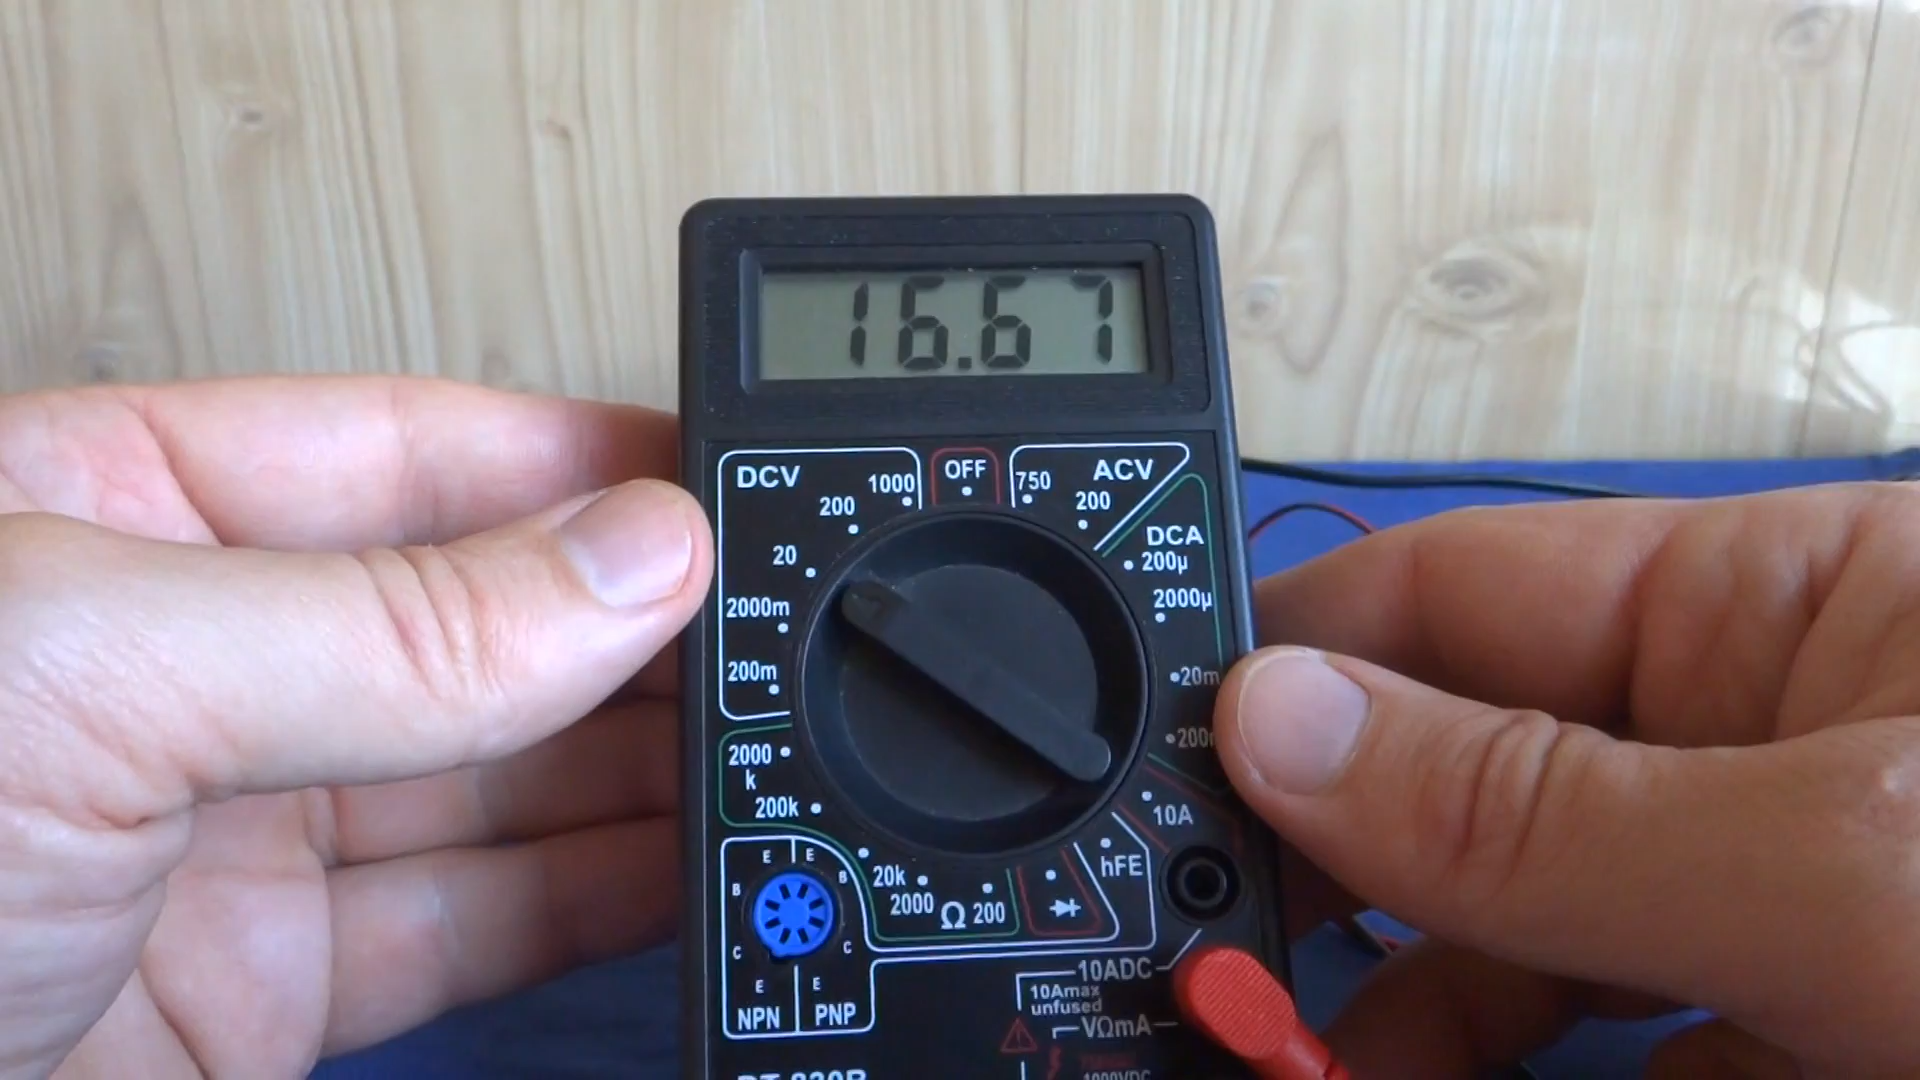 16.67
DCV
1000
OFF
750
ACV
200
200
DCA
20
200µ
2000m
2000µ
200m
20m
2000
k
200k
10A
hFE
20k
2000
Ω
200
E
E
B
B
C
C
E
E
NPN
PNP
10ADC
10Amax
unfused
VΩmA
1000VDC